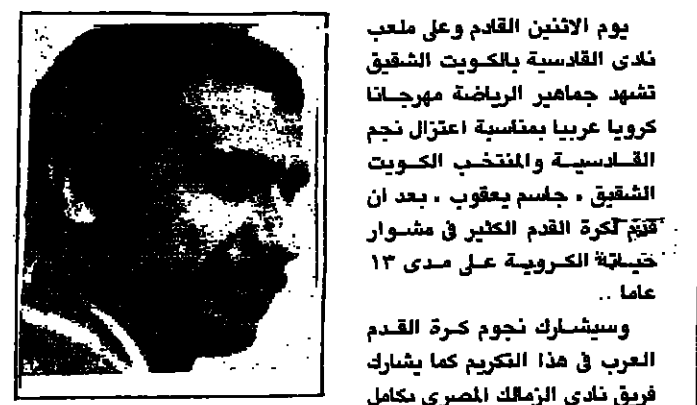 يوم الاثنين القادم وعلى ملعب
نادى القادسية بالكويت الشقيق
تشهد جماهير الرياضة مهرجانا
كرويا عربيا بمناسبة اعتزال نجم
القادسية والمنتخب الكويت
الشقيق . جاسم يعقوب . بعد ان
قدم لكرة القدم الكثير فى مشوار
حياته الكروية على مدى ١٣
عاما ..
وسيشارك نجوم كرة القدم
العرب فى هذا التكريم كما يشارك
فريق نادى الزمالك المصرى بكامل